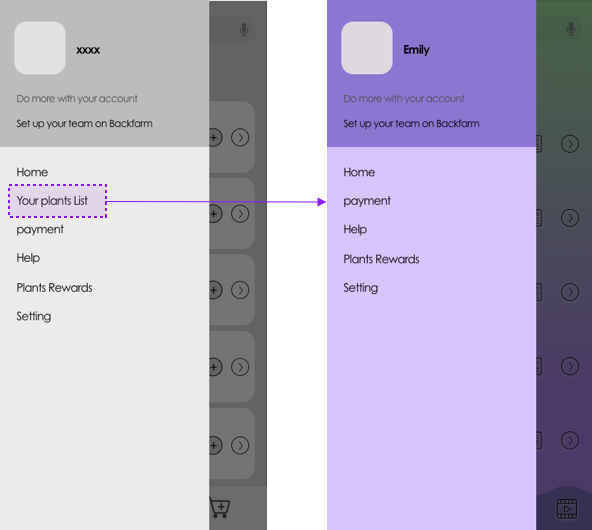 xxxx
Do more with your account
Set up your team on Backfarm
Home
Your plants List
payment
Help
Plants Rewards
Setting
Emily
Do more with your account
Set up your team on Backfarm
Home
payment
Help
Plants Rewards
Setting